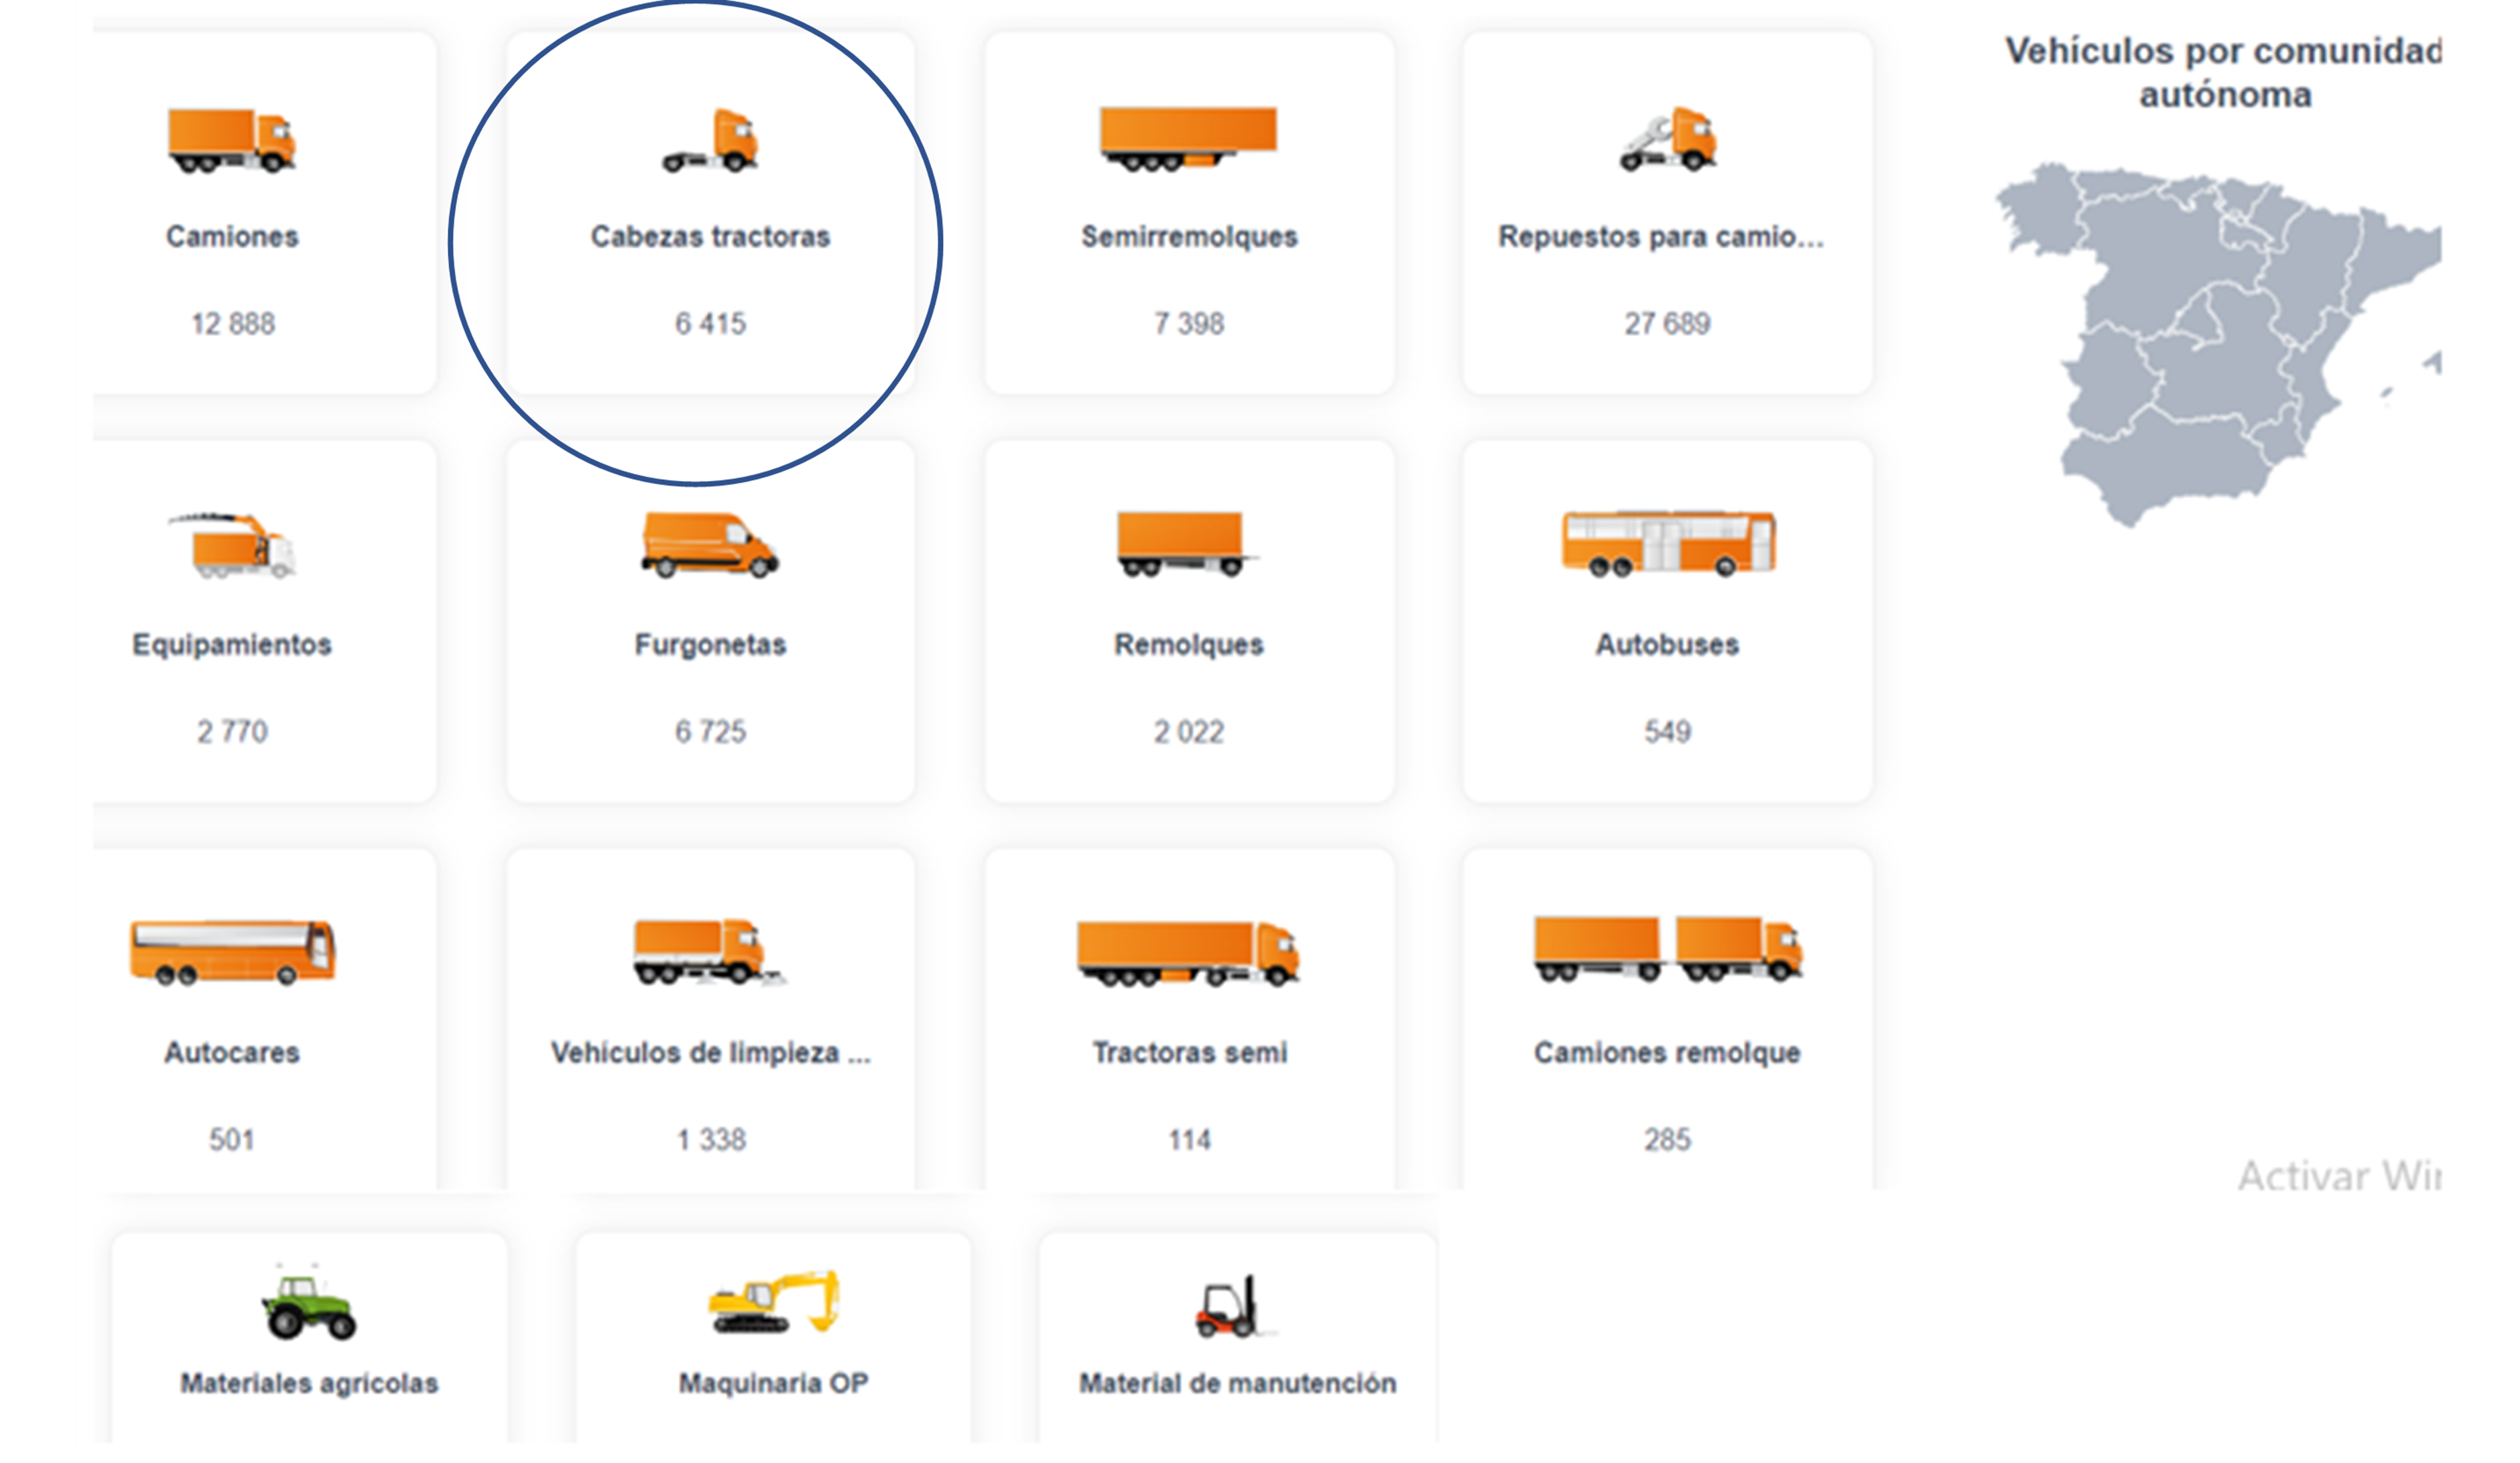 Vehículos por comunidad
autónoma
Camiones
12 888
Cabezas tractoras
6 415
Semirremolques
7 398
Repuestos para camio...
27 689
Equipamientos
2 770
Furgonetas
6 725
Remolques
2 022
Autobuses
549
Autocares
501
Vehículos de limpieza ...
1 338
Tractoras semi
114
Camiones remolque
285
Activar Wi
Materiales agrícolas
Maquinaria OP
Material de manutención